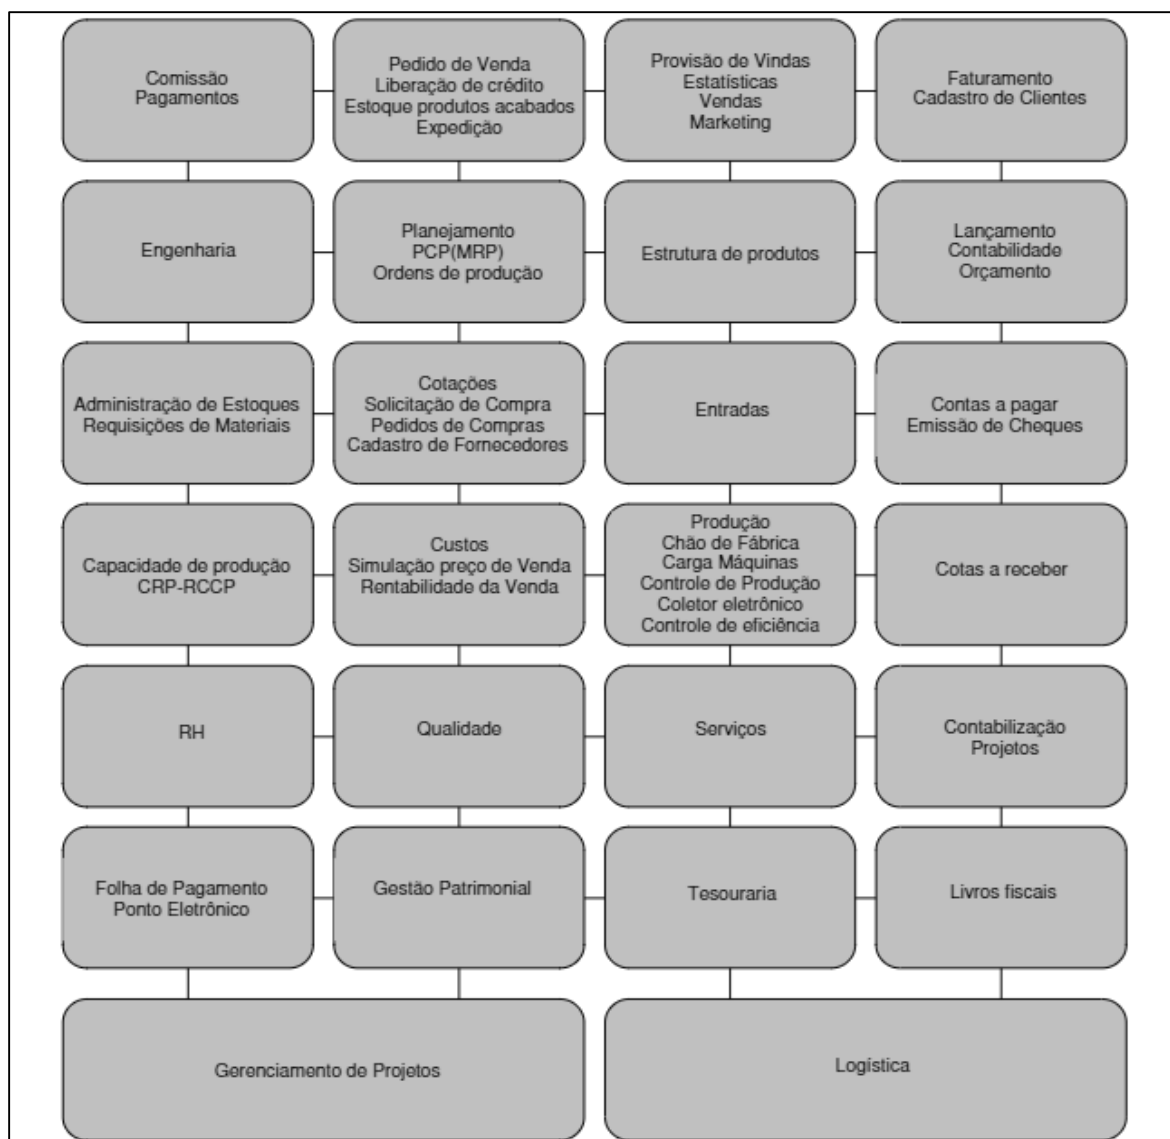 Comissão
Pagamentos
Pedido de Venda
Liberação de crédito
Estoque produtos acabados
Expedição
Provisão de Vindas
Estatísticas
Vendas
Marketing
Faturamento
Cadastro de Clientes
Engenharia
Planejamento
PCP(MRP)
Ordens de produção
Estrutura de produtos
Lançamento
Contabilidade
Orçamento
Administração de Estoques
Requisições de Materiais
Cotações
Solicitação de Compra
Pedidos de Compras
Cadastro de Fornecedores
Entradas
Contas a pagar
Emissão de Cheques
Capacidade de produção
CRP-RCCP
Custos
Simulação preço de Venda
Rentabilidade da Venda
Produção
Chão de Fábrica
Carga Máquinas
Controle de Produção
Coletor eletrônico
Controle de eficiência
Cotas a receber
RH
Qualidade
Serviços
Contabilização
Projetos
Folha de Pagamento
Ponto Eletrônico
Gestão Patrimonial
Tesouraria
Livros fiscais
Gerenciamento de Projetos
Logística